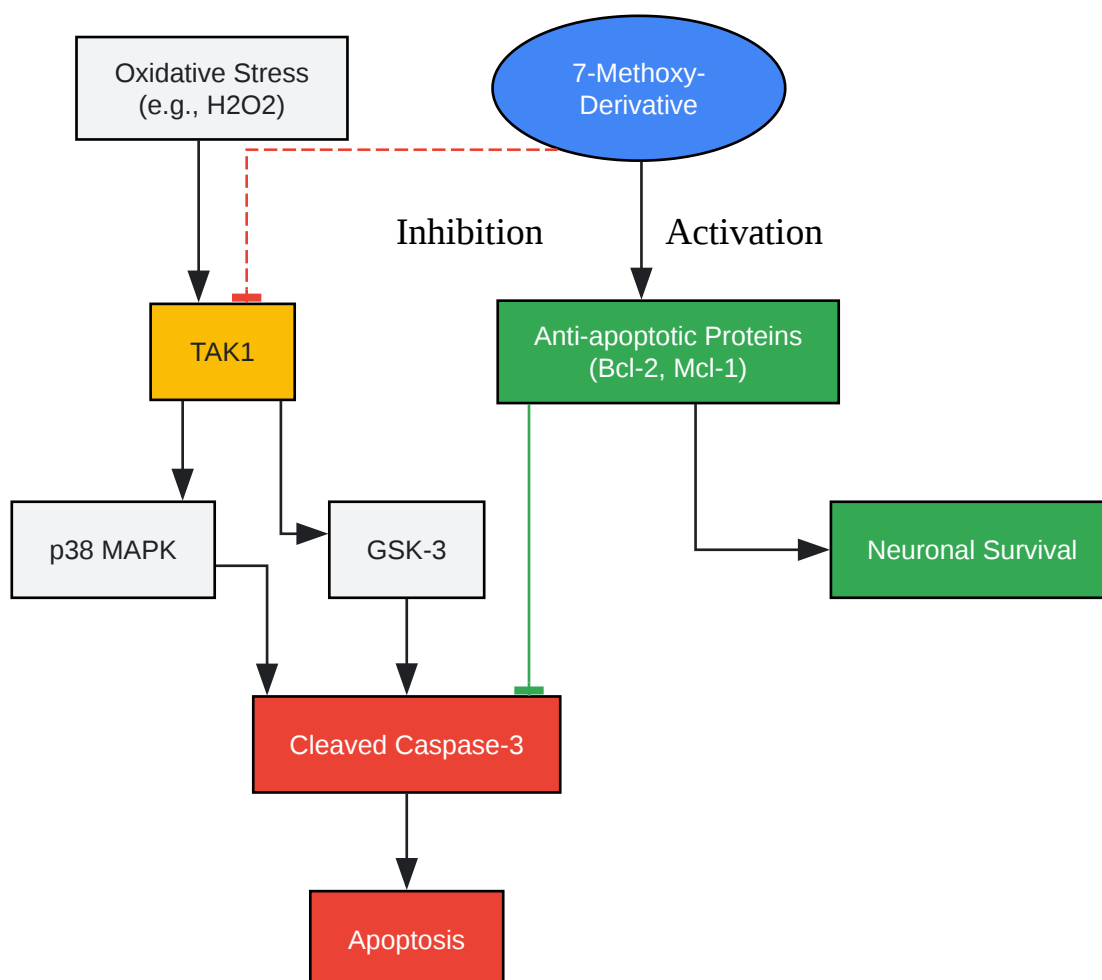 Oxidative Stress
(e.g., H2O2)
7-Methoxy-
Derivative
Inhibition
Activation
TAK1
Anti-apoptotic Proteins
(Bcl-2, Mcl-1)
p38 MAPK
GSK-3
Neuronal Survival
Cleaved Caspase-3
Apoptosis